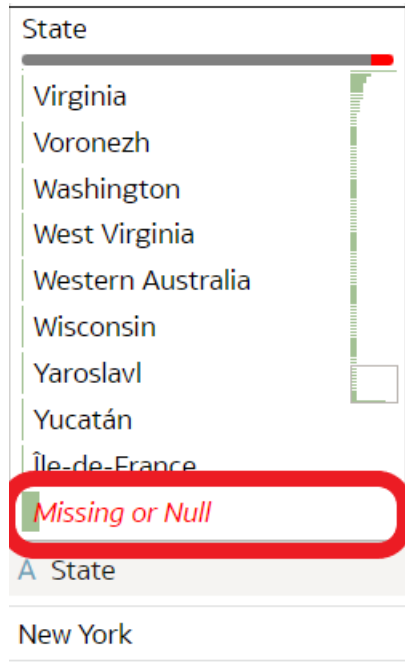 State
Virginia
Voronezh
Washington
West Virginia
Western Australia
Wisconsin
Yaroslavl
Yucatán
Île-de-France
Missing or Null
A State
New York